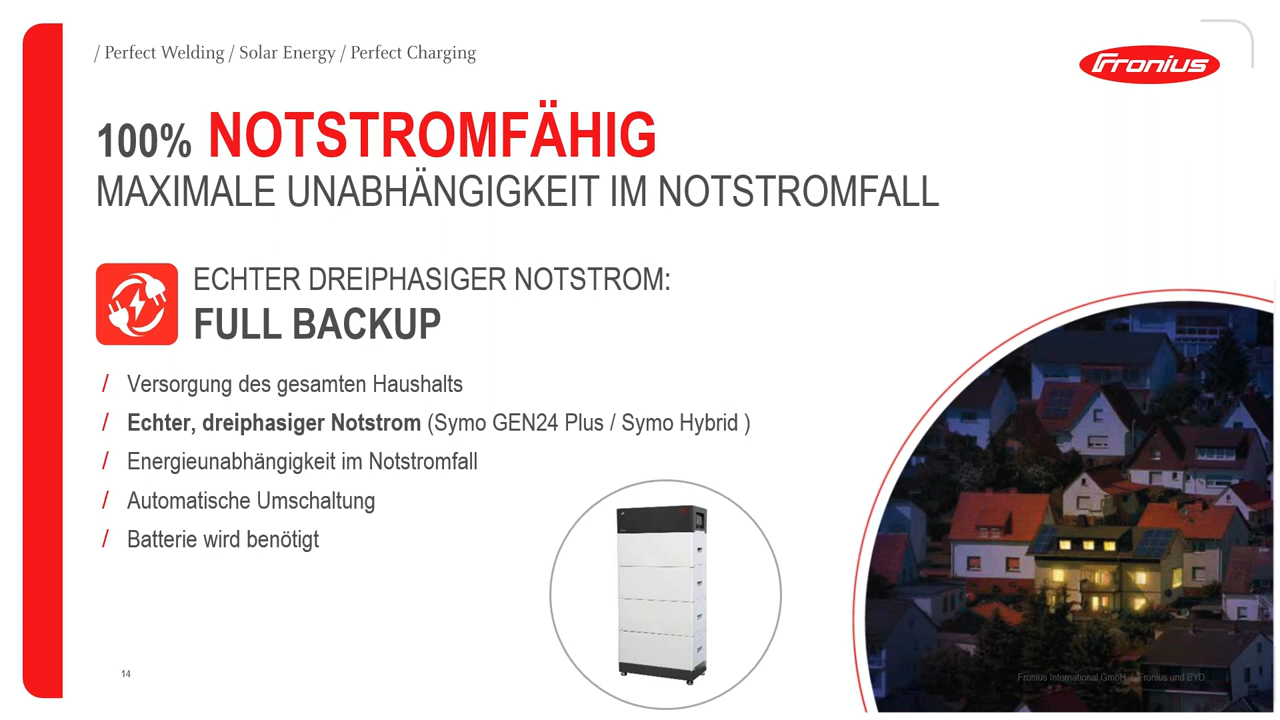 / Perfect Welding / Solar Energy / Perfect Charging
Fronius
100% NOTSTROMFÄHIG
MAXIMALE UNABHÄNGIGKEIT IM NOTSTROMFALL
ECHTER DREIPHASIGER NOTSTROM:
FULL BACKUP
/ Versorgung des gesamten Haushalts
/ Echter, dreiphasiger Notstrom (Symo GEN24 Plus / Symo Hybrid )
/ Energieunabhängigkeit im Notstromfall
/ Automatische Umschaltung
/ Batterie wird benötigt
14
Fronius International GmbH / Fronius und BYD